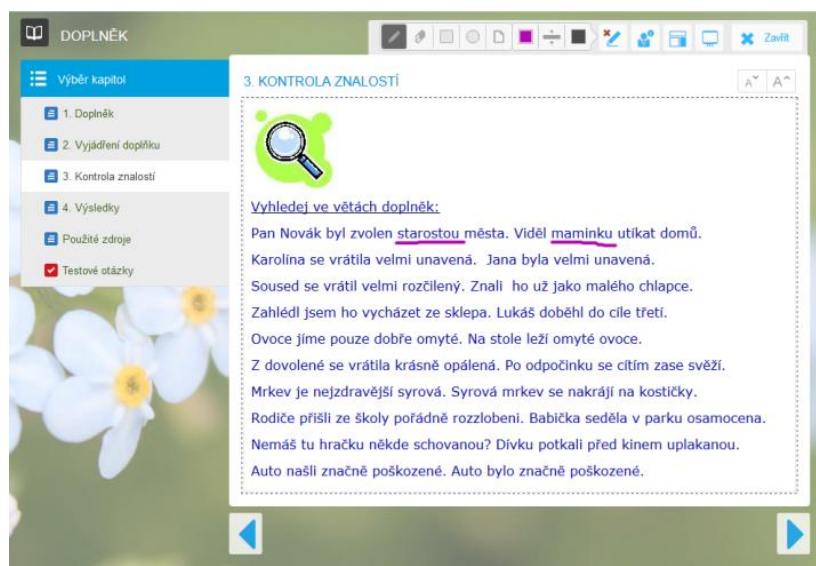 DOPLNĚK
Zavřít
Výběr kapitol
1. Doplněk
2. Vyjádření doplňku
3. Kontrola znalostí
4. Výsledky
Použité zdroje
Testové otázky
3. KONTROLA ZNALOSTÍ
A˅ A^
Vyhledej ve větách doplněk:
Pan Novák byl zvolen starostou města. Viděl maminku utíkat domů.
Karolína se vrátila velmi unavená. Jana byla velmi unavená.
Soused se vrátil velmi rozčilený. Znali ho už jako malého chlapce.
Zahlédl jsem ho vycházet ze sklepa. Lukáš doběhl do cíle třetí.
Ovoce jíme pouze dobře omyté. Na stole leží omyté ovoce.
Z dovolené se vrátila krásně opálená. Po odpočinku se cítím zase svěží.
Mrkev je nejzdravější syrová. Syrová mrkev se nakrájí na kostičky.
Rodiče přišli ze školy pořádně rozzlobeni. Babička seděla v parku osamocena.
Nemáš tu hračku někde schovanou? Dívku potkali před kinem uplakanou.
Auto našli značně poškozené. Auto bylo značně poškozené.